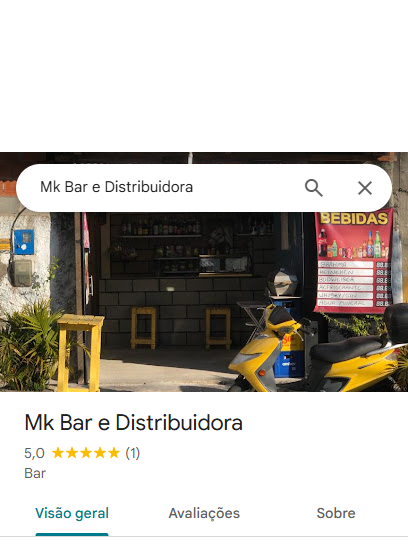 Mk Bar e Distribuidora
BEBIDAS
Mk Bar e Distribuidora
5,0 (1)
Bar
Visão geral Avaliações Sobre